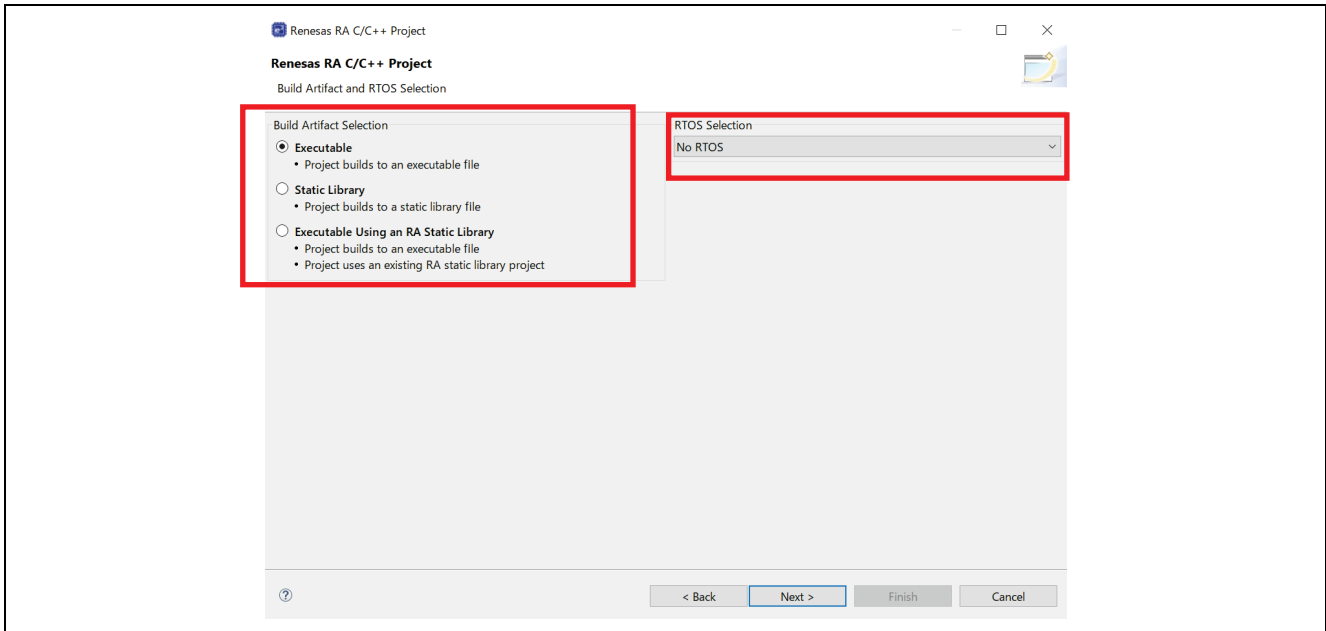 Renesas RA C/C++ Project
Renesas RA C/C++ Project
Build Artifact and RTOS Selection
Build Artifact Selection
Executable
• Project builds to an executable file
Static Library
• Project builds to a static library file
Executable Using an RA Static Library
• Project builds to an executable file
• Project uses an existing RA static library project
RTOS Selection
No RTOS
?
< Back
Next >
Finish
Cancel